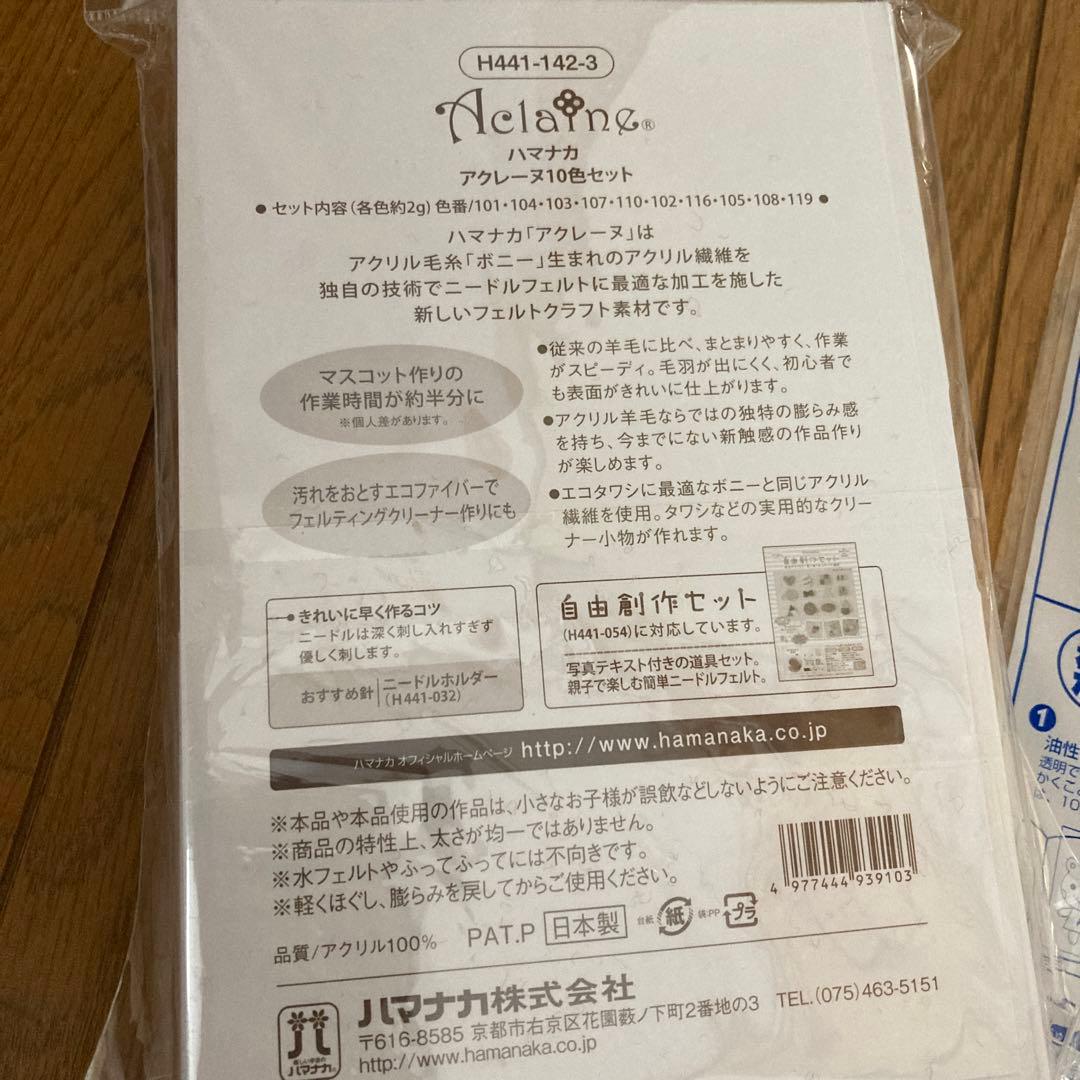 H441-142-3
Aclaine®
ハマナカ
アクレーヌ10色セット
● セット内容(各色約2g) 色番/101・104・103・107・110・102・116・105・108・119 ●
ハマナカ「アクレーヌ」は
アクリル毛糸「ボニー」生まれのアクリル繊維を
独自の技術でニードルフェルトに最適な加工を施した
新しいフェルトクラフト素材です。
マスコット作りの
作業時間が約半分に
※個人差があります。
汚れをおとすエコファイバーで
フェルティングクリーナー作りにも
●従来の羊毛に比べ、まとまりやすく、作業
がスピーディ。毛羽が出にくく、初心者で
も表面がきれいに仕上がります。
●アクリル羊毛ならではの独特の膨らみ感
を持ち、今までにない新触感の作品作り
が楽しめます。
●エコタワシに最適なボニーと同じアクリル
繊維を使用。タワシなどの実用的なクリー
ナー小物が作れます。
●きれいに早く作るコツ
ニードルは深く刺し入れすぎず
優しく刺します。
おすすめ針 ニードルホルダー
(H441-032)
自由創作セット
(H441-054)に対応しています。
写真テキスト付きの道具セット。
親子で楽しむ簡単ニードルフェルト。
自由創作セット
ハマナカ オフィシャルホームページ http://www.hamanaka.co.jp
※本品や本品使用の作品は、小さなお子様が誤飲などしないようにご注意ください。
※商品の特性上、太さが均一ではありません。
※水フェルトやふってふってには不向きです。
※軽くほぐし、膨らみを戻してからご使用ください。
4 977444 939103
品質/アクリル100% PAT.P 日本製 台紙 紙 袋:PP プラ
ハマナカ
ハマナカ株式会社
〒616-8585 京都市右京区花園薮ノ下町2番地の3 TEL.(075)463-5151
http://www.hamanaka.co.jp
1
油性
透明で
かくこ
10